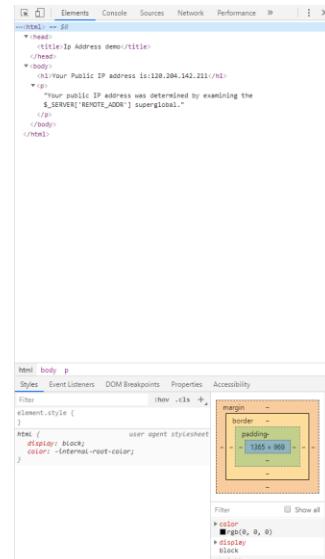 Elements Console Sources Network Performance »
<html> == $0
<head>
<title>Ip Address demo</title>
</head>
<body>
<h1>Your Public IP address is:120.204.142.211</h1>
<p>
"Your public IP address was determined by examining the
$_SERVER['REMOTE_ADDR'] superglobal."
</p>
</body>
</html>
html body p
Styles Event Listeners DOM Breakpoints Properties Accessibility
Filter :hov .cls +
element.style {
}
html { user agent stylesheet
display: block;
color: -internal-root-color;
}
margin -
border -
padding-
- - - 1365 × 969 - - -
-
-
-
Filter Show all
color
rgb(0, 0, 0)
display
block